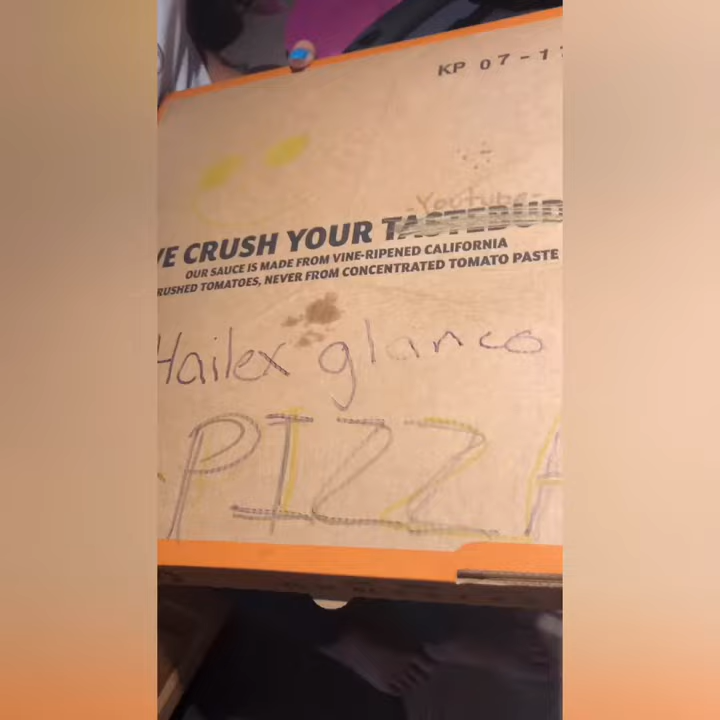 KP 07-1
-Youtube-
VE CRUSH YOUR TASTEBUD
OUR SAUCE IS MADE FROM VINE-RIPENED CALIFORNIA
RUSHED TOMATOES, NEVER FROM CONCENTRATED TOMATO PASTE
Hailex glanco
PIZZA